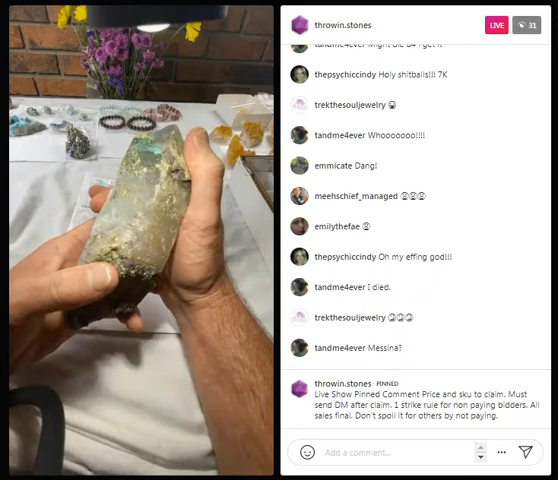 throwin.stones
LIVE
31
tandme4ever Might die b4 I get it
thepsychiccindy Holy shitballs!!! 7K
trekthesouljewelry 😮
tandme4ever Whooooooo!!!!
emmicate Dang!
meehschief_managed 😍😍😍
emilythefae 😮
thepsychiccindy Oh my effing god!!!
tandme4ever I died.
trekthesouljewelry 😮😮😮
tandme4ever Messina?
throwin.stones · PINNED
Live Show Pinned Comment Price and sku to claim. Must
send DM after claim. 1 strike rule for non paying bidders. All
sales final. Don't spoil it for others by not paying.
Add a comment...